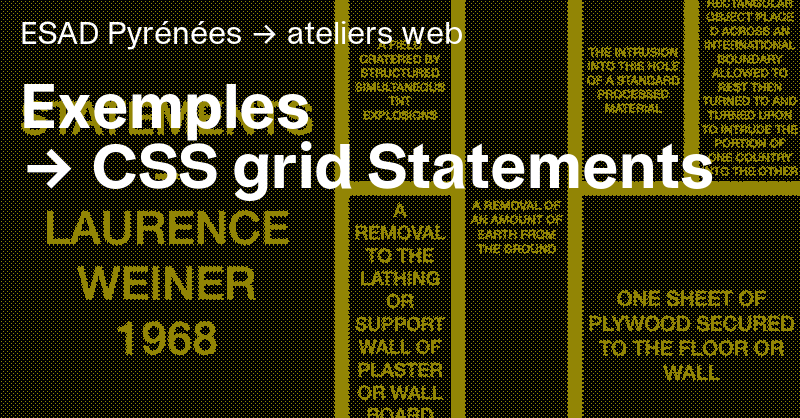 ESAD Pyrénées → ateliers web
Exemples
→ CSS grid Statements
STATEMENTS
LAURENCE
WEINER
1968
A FIELD
CRATERED BY
STRUCTURED
SIMULTANEOUS
TNT
EXPLOSIONS
THE INTRUSION
INTO THIS HOLE
OF A STANDARD
PROCESSED
MATERIAL
RECTANGULAR
OBJECT PLACE
D ACROSS AN
INTERNATIONAL
BOUNDARY
ALLOWED TO
REST THEN
TURNED TO AND
TURNED UPON
TO INTRUDE THE
PORTION OF
ONE COUNTRY
INTO THE OTHER
A
REMOVAL
TO THE
LATHING
OR
SUPPORT
WALL OF
PLASTER
OR WALL
BOARD
A REMOVAL OF
AN AMOUNT OF
EARTH FROM
THE GROUND
ONE SHEET OF
PLYWOOD SECURED
TO THE FLOOR OR
WALL